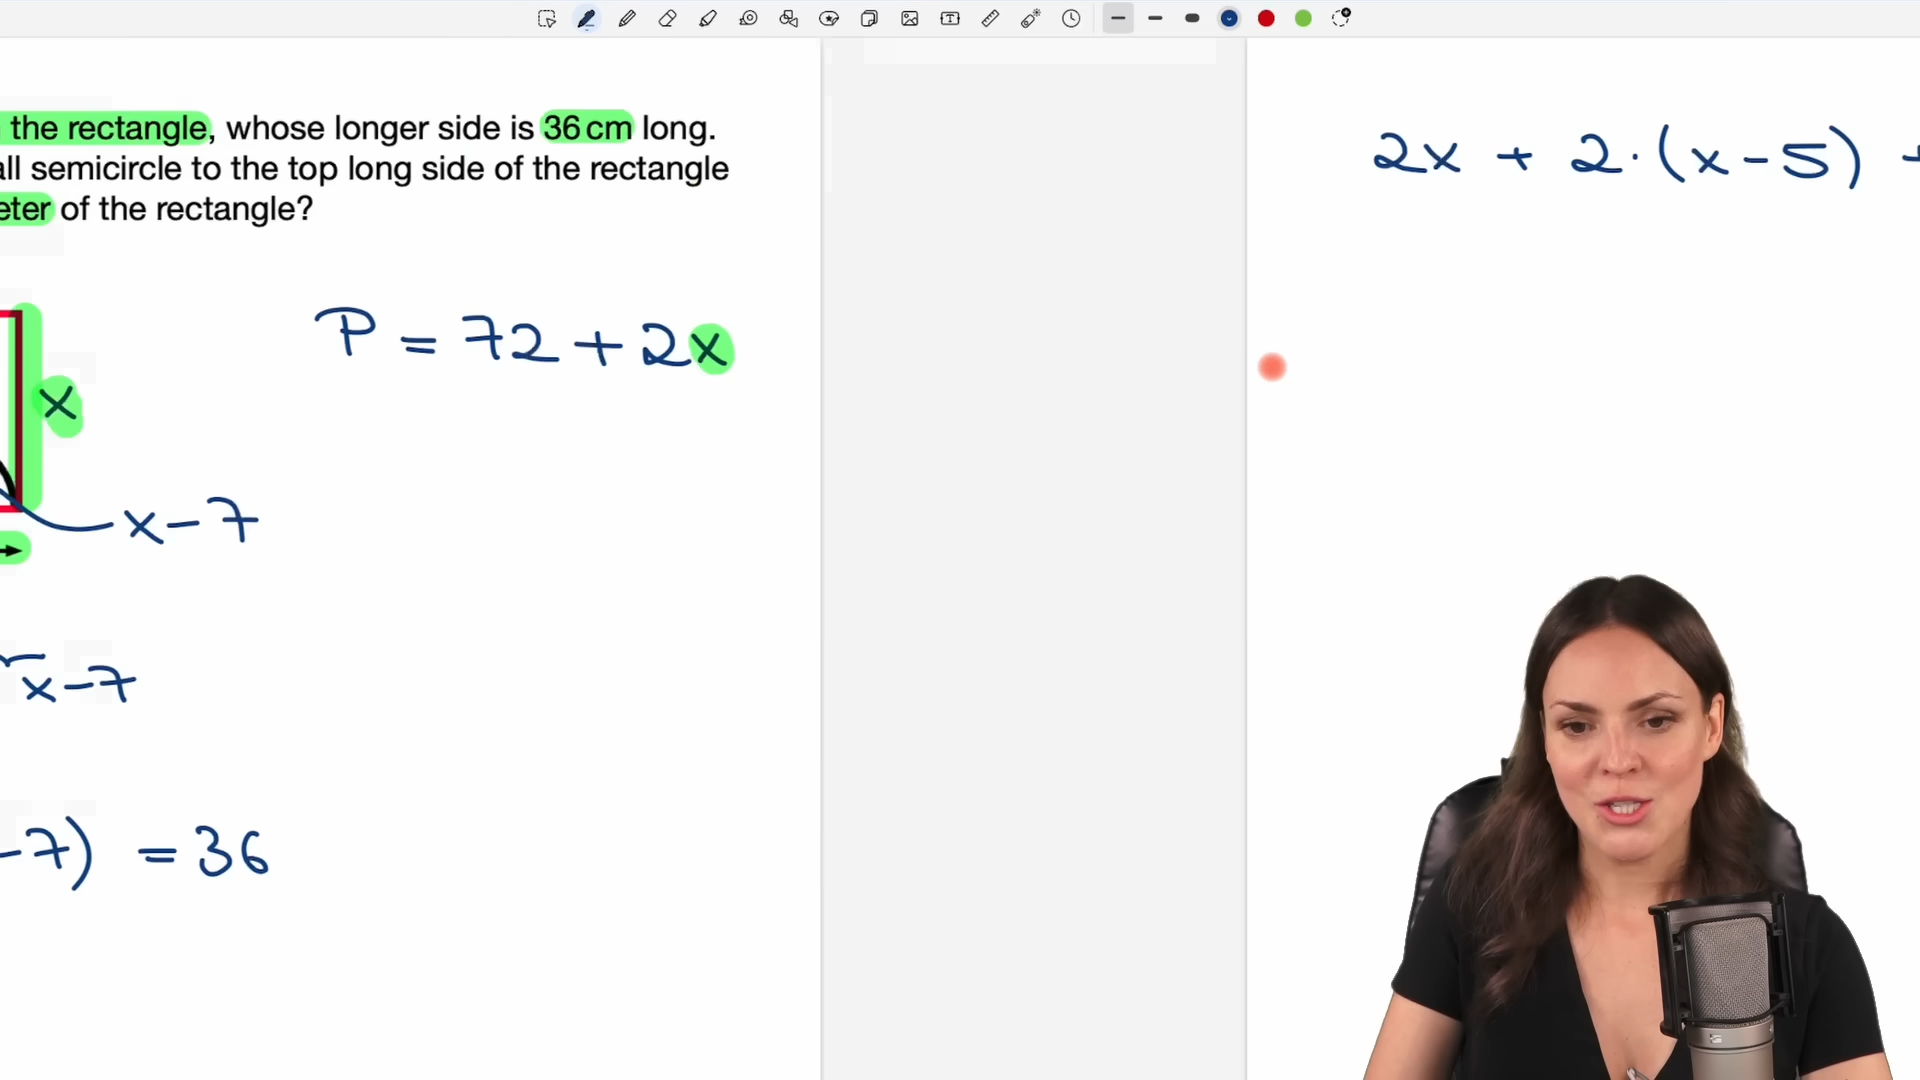 the rectangle, whose longer side is 36 cm long.
all semicircle to the top long side of the rectangle
eter of the rectangle?
P = 72 + 2x
x
x - 7
x - 7
-7) = 36
2x + 2·(x-5) +